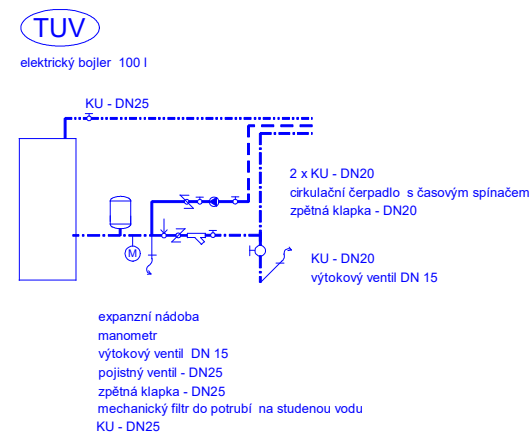 TUV
elektrický bojler 100 l
KU - DN25
2 x KU - DN20
cirkulační čerpadlo s časovým spínačem
zpětná klapka - DN20
M
KU - DN20
výtokový ventil DN 15
expanzní nádoba
manometr
výtokový ventil DN 15
pojistný ventil - DN25
zpětná klapka - DN25
mechanický filtr do potrubí na studenou vodu
KU - DN25